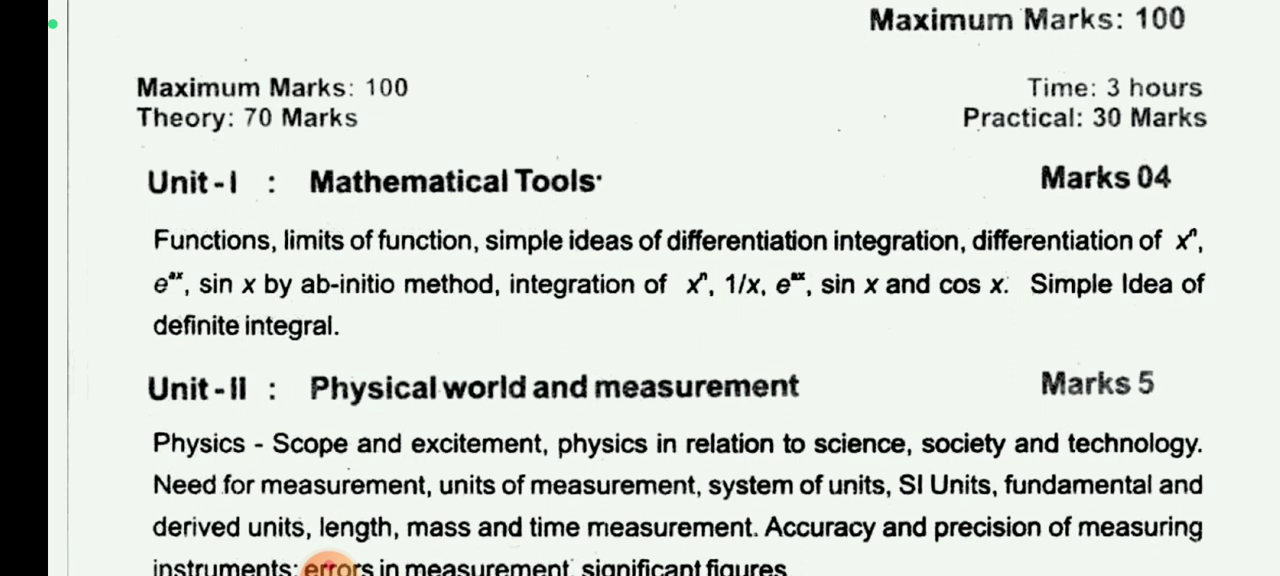 Maximum Marks: 100
Maximum Marks: 100 Time: 3 hours
Theory: 70 Marks Practical: 30 Marks
Unit - I : Mathematical Tools Marks 04
Functions, limits of function, simple ideas of differentiation integration, differentiation of xⁿ,
eᵃˣ, sin x by ab-initio method, integration of xⁿ, 1/x, eᵃˣ, sin x and cos x. Simple Idea of
definite integral.
Unit - II : Physical world and measurement Marks 5
Physics - Scope and excitement, physics in relation to science, society and technology.
Need for measurement, units of measurement, system of units, SI Units, fundamental and
derived units, length, mass and time measurement. Accuracy and precision of measuring
instruments; errors in measurement significant figures